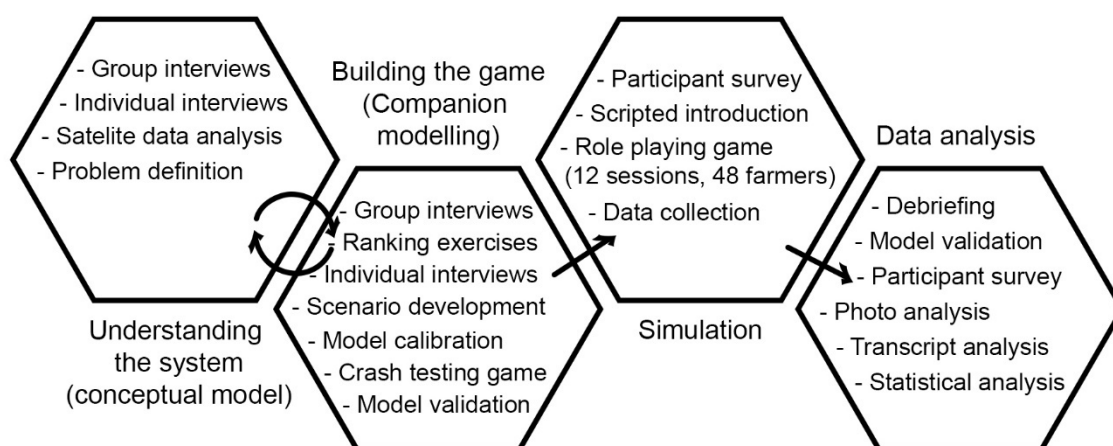 - Group interviews
- Individual interviews
- Satelite data analysis
- Problem definition
Understanding
the system
(conceptual model)
Building the game
(Companion
modelling)
- Group interviews
- Ranking exercises
- Individual interviews
- Scenario development
- Model calibration
- Crash testing game
- Model validation
- Participant survey
- Scripted introduction
- Role playing game
(12 sessions, 48 farmers)
- Data collection
Simulation
Data analysis
- Debriefing
- Model validation
- Participant survey
- Photo analysis
- Transcript analysis
- Statistical analysis